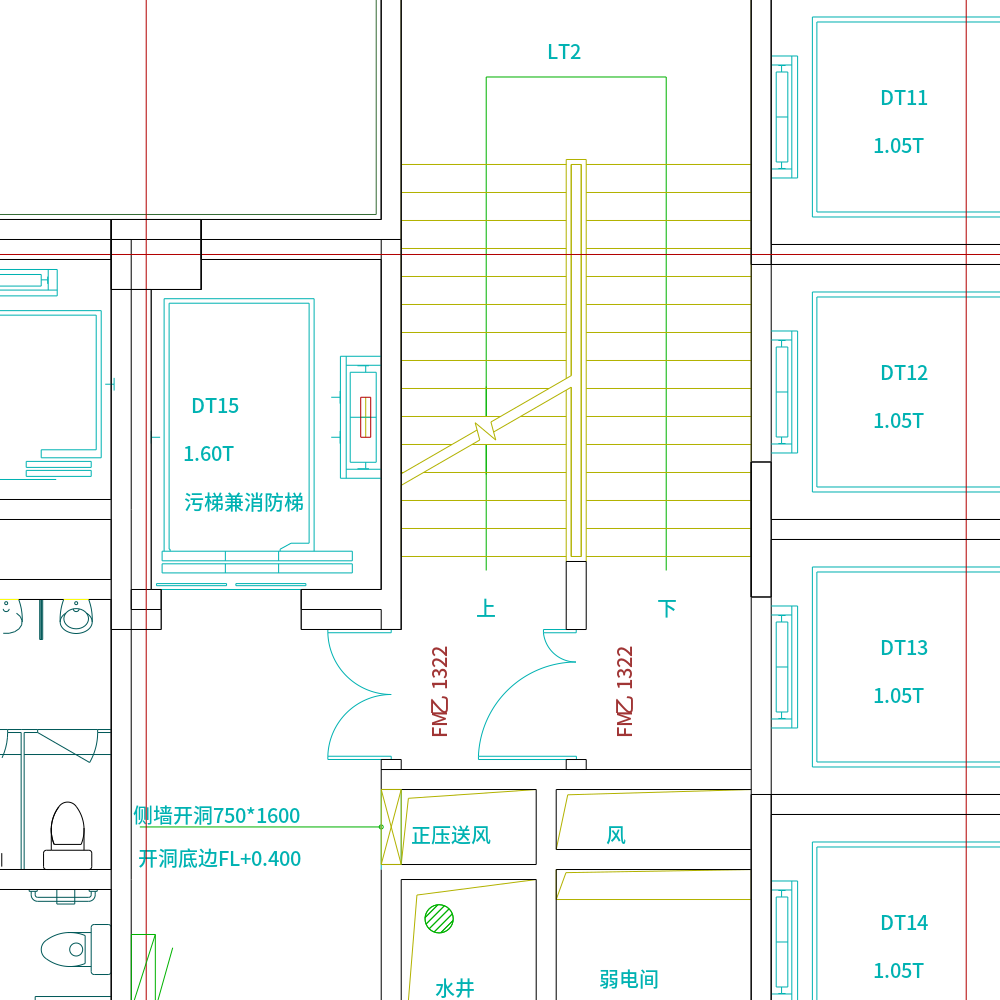 LT2
DT11
1.05T
DT12
1.05T
DT15
1.60T
污梯兼消防梯
上
下
FM乙 1322
FM乙 1322
DT13
1.05T
侧墙开洞750*1600
开洞底边FL+0.400
正压送风
风
DT14
1.05T
水井
弱电间